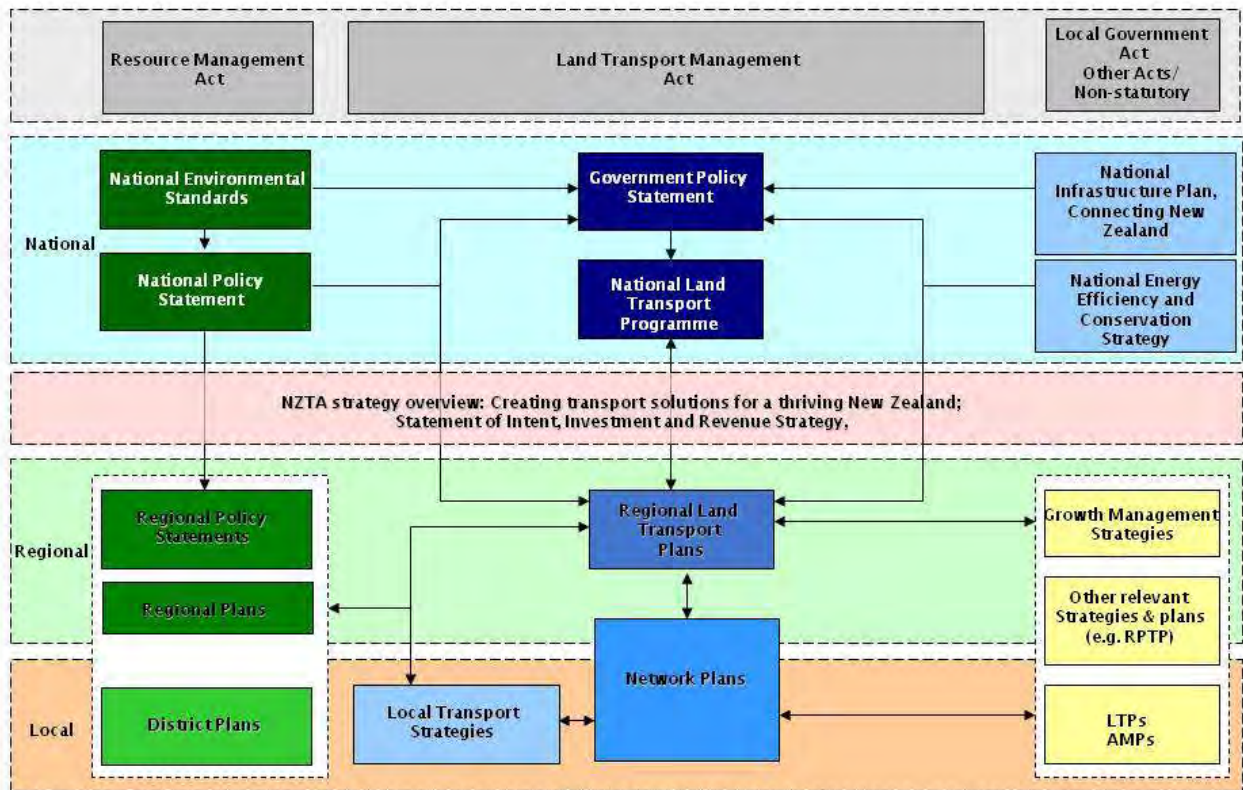 Resource Management
Act
Land Transport Management
Act
Local Government
Act
Other Acts/
Non-statutory
National
National Environmental
Standards
Government Policy
Statement
National
Infrastructure Plan,
Connecting New
Zealand
National Policy
Statement
National Land
Transport
Programme
National Energy
Efficiency and
Conservation
Strategy
NZTA strategy overview: Creating transport solutions for a thriving New Zealand;
Statement of Intent, Investment and Revenue Strategy.
Regional
Regional Policy
Statements
Regional Land
Transport
Plans
Growth Management
Strategies
Regional Plans
Other relevant
Strategies & plans
(e.g. RPTP)
Local
District Plans
Local Transport
Strategies
Network Plans
LTPs
AMPs